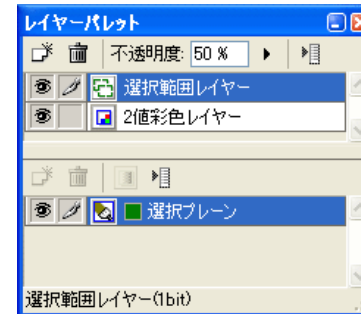 レイヤーパレット
不透明度: 50 %
選択範囲レイヤー
2値彩色レイヤー
選択プレーン
選択範囲レイヤー(1bit)